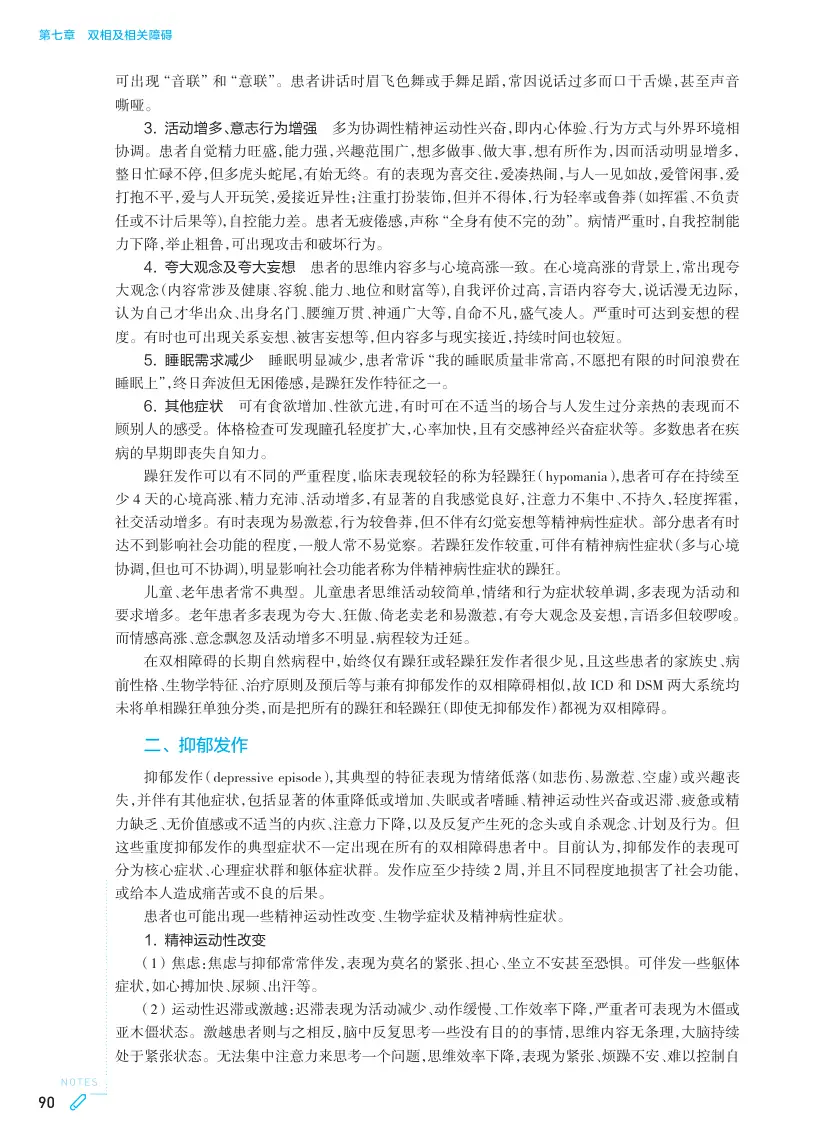 第七章 双相及相关障碍
可出现“音联”和“意联”。患者讲话时眉飞色舞或手舞足蹈,常因说话过多而口干舌燥,甚至声音
嘶哑。
3. 活动增多、意志行为增强 多为协调性精神运动性兴奋,即内心体验、行为方式与外界环境相
协调。患者自觉精力旺盛,能力强,兴趣范围广,想多做事、做大事,想有所作为,因而活动明显增多,
整日忙碌不停,但多虎头蛇尾,有始无终。有的表现为喜交往,爱凑热闹,与人一见如故,爱管闲事,爱
打抱不平,爱与人开玩笑,爱接近异性;注重打扮装饰,但并不得体,行为轻率或鲁莽(如挥霍、不负责
任或不计后果等),自控能力差。患者无疲倦感,声称“全身有使不完的劲”。病情严重时,自我控制能
力下降,举止粗鲁,可出现攻击和破坏行为。
4. 夸大观念及夸大妄想 患者的思维内容多与心境高涨一致。在心境高涨的背景上,常出现夸
大观念(内容常涉及健康、容貌、能力、地位和财富等),自我评价过高,言语内容夸大,说话漫无边际,
认为自己才华出众、出身名门、腰缠万贯、神通广大等,自命不凡,盛气凌人。严重时可达到妄想的程
度。有时也可出现关系妄想、被害妄想等,但内容多与现实接近,持续时间也较短。
5. 睡眠需求减少 睡眠明显减少,患者常诉“我的睡眠质量非常高,不愿把有限的时间浪费在
睡眠上”,终日奔波但无困倦感,是躁狂发作特征之一。
6. 其他症状 可有食欲增加、性欲亢进,有时可在不适当的场合与人发生过分亲热的表现而不
顾别人的感受。体格检查可发现瞳孔轻度扩大,心率加快,且有交感神经兴奋症状等。多数患者在疾
病的早期即丧失自知力。
躁狂发作可以有不同的严重程度,临床表现较轻的称为轻躁狂(hypomania),患者可存在持续至
少 4 天的心境高涨、精力充沛、活动增多,有显著的自我感觉良好,注意力不集中、不持久,轻度挥霍,
社交活动增多。有时表现为易激惹,行为较鲁莽,但不伴有幻觉妄想等精神病性症状。部分患者有时
达不到影响社会功能的程度,一般人常不易觉察。若躁狂发作较重,可伴有精神病性症状(多与心境
协调,但也可不协调),明显影响社会功能者称为伴精神病性症状的躁狂。
儿童、老年患者常不典型。儿童患者思维活动较简单,情绪和行为症状较单调,多表现为活动和
要求增多。老年患者多表现为夸大、狂傲、倚老卖老和易激惹,有夸大观念及妄想,言语多但较啰唆。
而情感高涨、意念飘忽及活动增多不明显,病程较为迁延。
在双相障碍的长期自然病程中,始终仅有躁狂或轻躁狂发作者很少见,且这些患者的家族史、病
前性格、生物学特征、治疗原则及预后等与兼有抑郁发作的双相障碍相似,故 ICD 和 DSM 两大系统均
未将单相躁狂单独分类,而是把所有的躁狂和轻躁狂(即使无抑郁发作)都视为双相障碍。
二、抑郁发作
抑郁发作(depressive episode),其典型的特征表现为情绪低落(如悲伤、易激惹、空虚)或兴趣丧
失,并伴有其他症状,包括显著的体重降低或增加、失眠或者嗜睡、精神运动性兴奋或迟滞、疲惫或精
力缺乏、无价值感或不适当的内疚、注意力下降,以及反复产生死的念头或自杀观念、计划及行为。但
这些重度抑郁发作的典型症状不一定出现在所有的双相障碍患者中。目前认为,抑郁发作的表现可
分为核心症状、心理症状群和躯体症状群。发作应至少持续 2 周,并且不同程度地损害了社会功能,
或给本人造成痛苦或不良的后果。
患者也可能出现一些精神运动性改变、生物学症状及精神病性症状。
1. 精神运动性改变
(1)焦虑:焦虑与抑郁常常伴发,表现为莫名的紧张、担心、坐立不安甚至恐惧。可伴发一些躯体
症状,如心搏加快、尿频、出汗等。
(2)运动性迟滞或激越:迟滞表现为活动减少、动作缓慢、工作效率下降,严重者可表现为木僵或
亚木僵状态。激越患者则与之相反,脑中反复思考一些没有目的的事情,思维内容无条理,大脑持续
处于紧张状态。无法集中注意力来思考一个问题,思维效率下降,表现为紧张、烦躁不安、难以控制自
NOTES
90